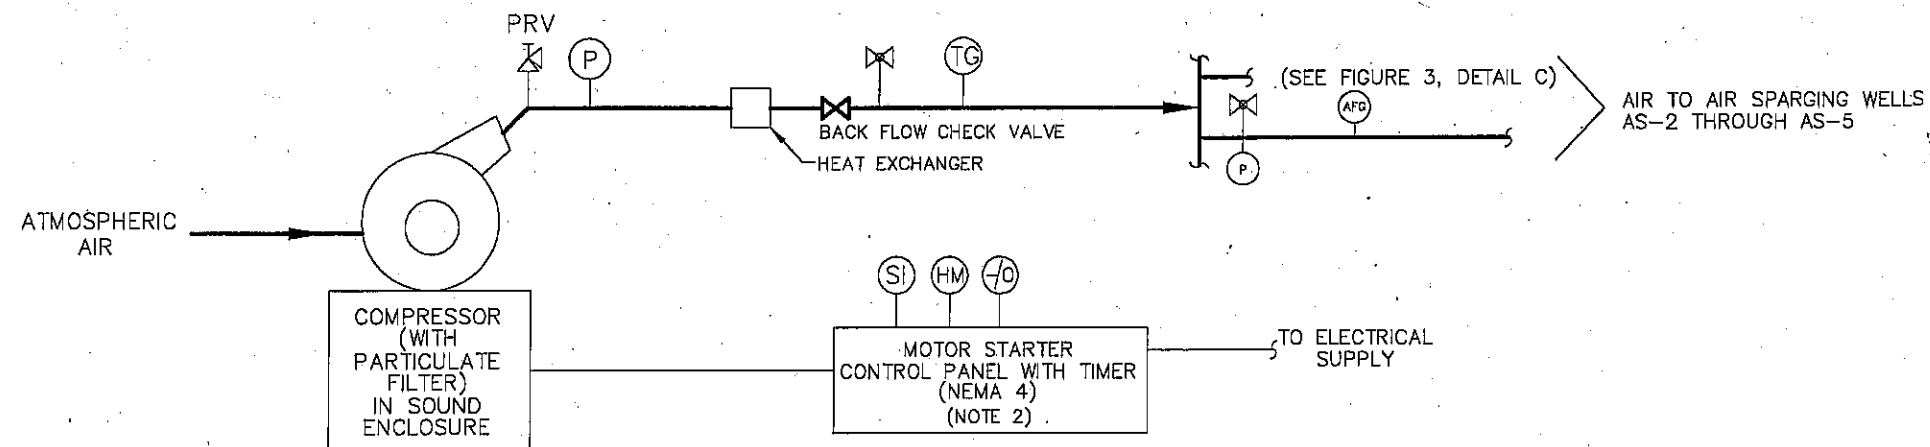 PRV
P
TG
(SEE FIGURE 3, DETAIL C)
AFG
AIR TO AIR SPARGING WELLS
AS-2 THROUGH AS-5
BACK FLOW CHECK VALVE
HEAT EXCHANGER
P
ATMOSPHERIC
AIR
SI
HM
-/O
COMPRESSOR
(WITH
PARTICULATE
FILTER)
IN SOUND
ENCLOSURE
MOTOR STARTER
CONTROL PANEL WITH TIMER
(NEMA 4)
(NOTE 2)
TO ELECTRICAL
SUPPLY